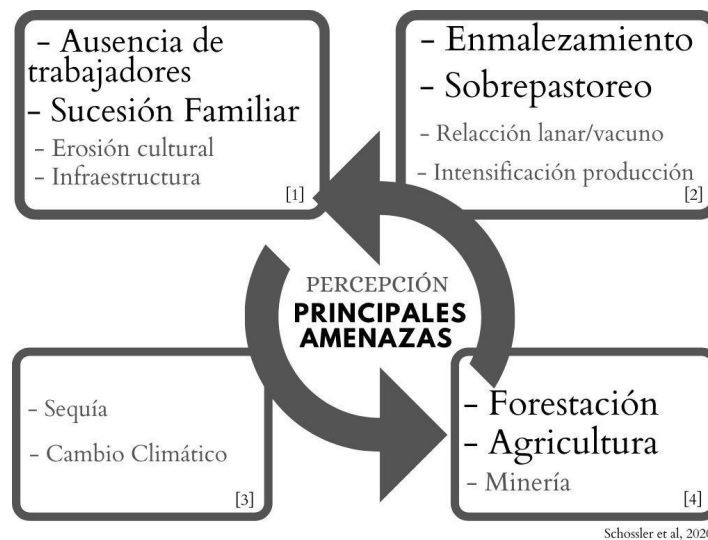 - Ausencia de
trabajadores
- Sucesión Familiar
- Erosión cultural
- Infraestructura
[1]
- Enmalezamiento
- Sobrepastoreo
- Relacción lanar/vacuno
- Intensificación producción
[2]
PERCEPCIÓN
PRINCIPALES
AMENAZAS
- Sequía
- Cambio Climático
[3]
- Forestación
- Agricultura
- Minería
[4]
Schossler et al, 2020